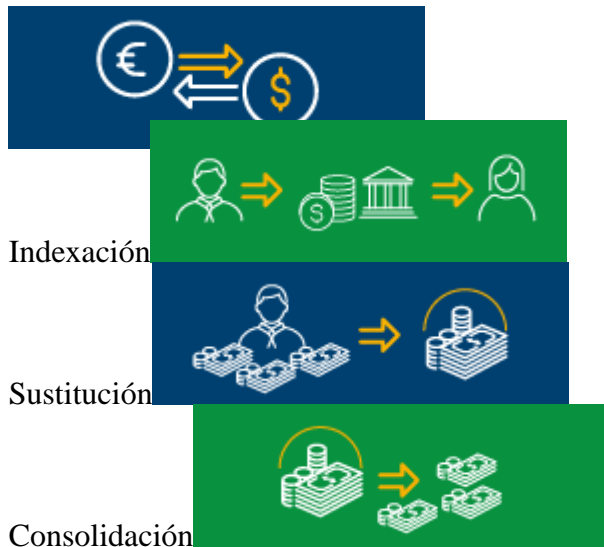 €
$
$
Indexación
Sustitución
Consolidación